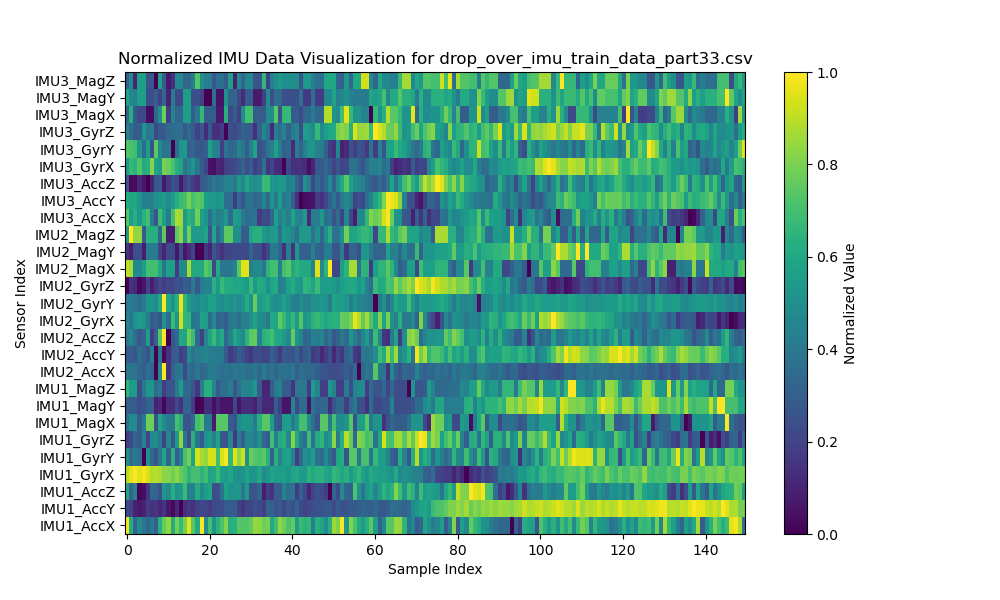 Normalized IMU Data Visualization for drop_over_imu_train_data_part33.csv
IMU3_MagZ
IMU3_MagY
IMU3_MagX
IMU3_GyrZ
IMU3_GyrY
IMU3_GyrX
IMU3_AccZ
IMU3_AccY
IMU3_AccX
IMU2_MagZ
IMU2_MagY
IMU2_MagX
IMU2_GyrZ
IMU2_GyrY
IMU2_GyrX
IMU2_AccZ
IMU2_AccY
IMU2_AccX
IMU1_MagZ
IMU1_MagY
IMU1_MagX
IMU1_GyrZ
IMU1_GyrY
IMU1_GyrX
IMU1_AccZ
IMU1_AccY
IMU1_AccX
Sensor Index
0 20 40 60 80 100 120 140
Sample Index
1.0
0.8
0.6
0.4
0.2
0.0
Normalized Value